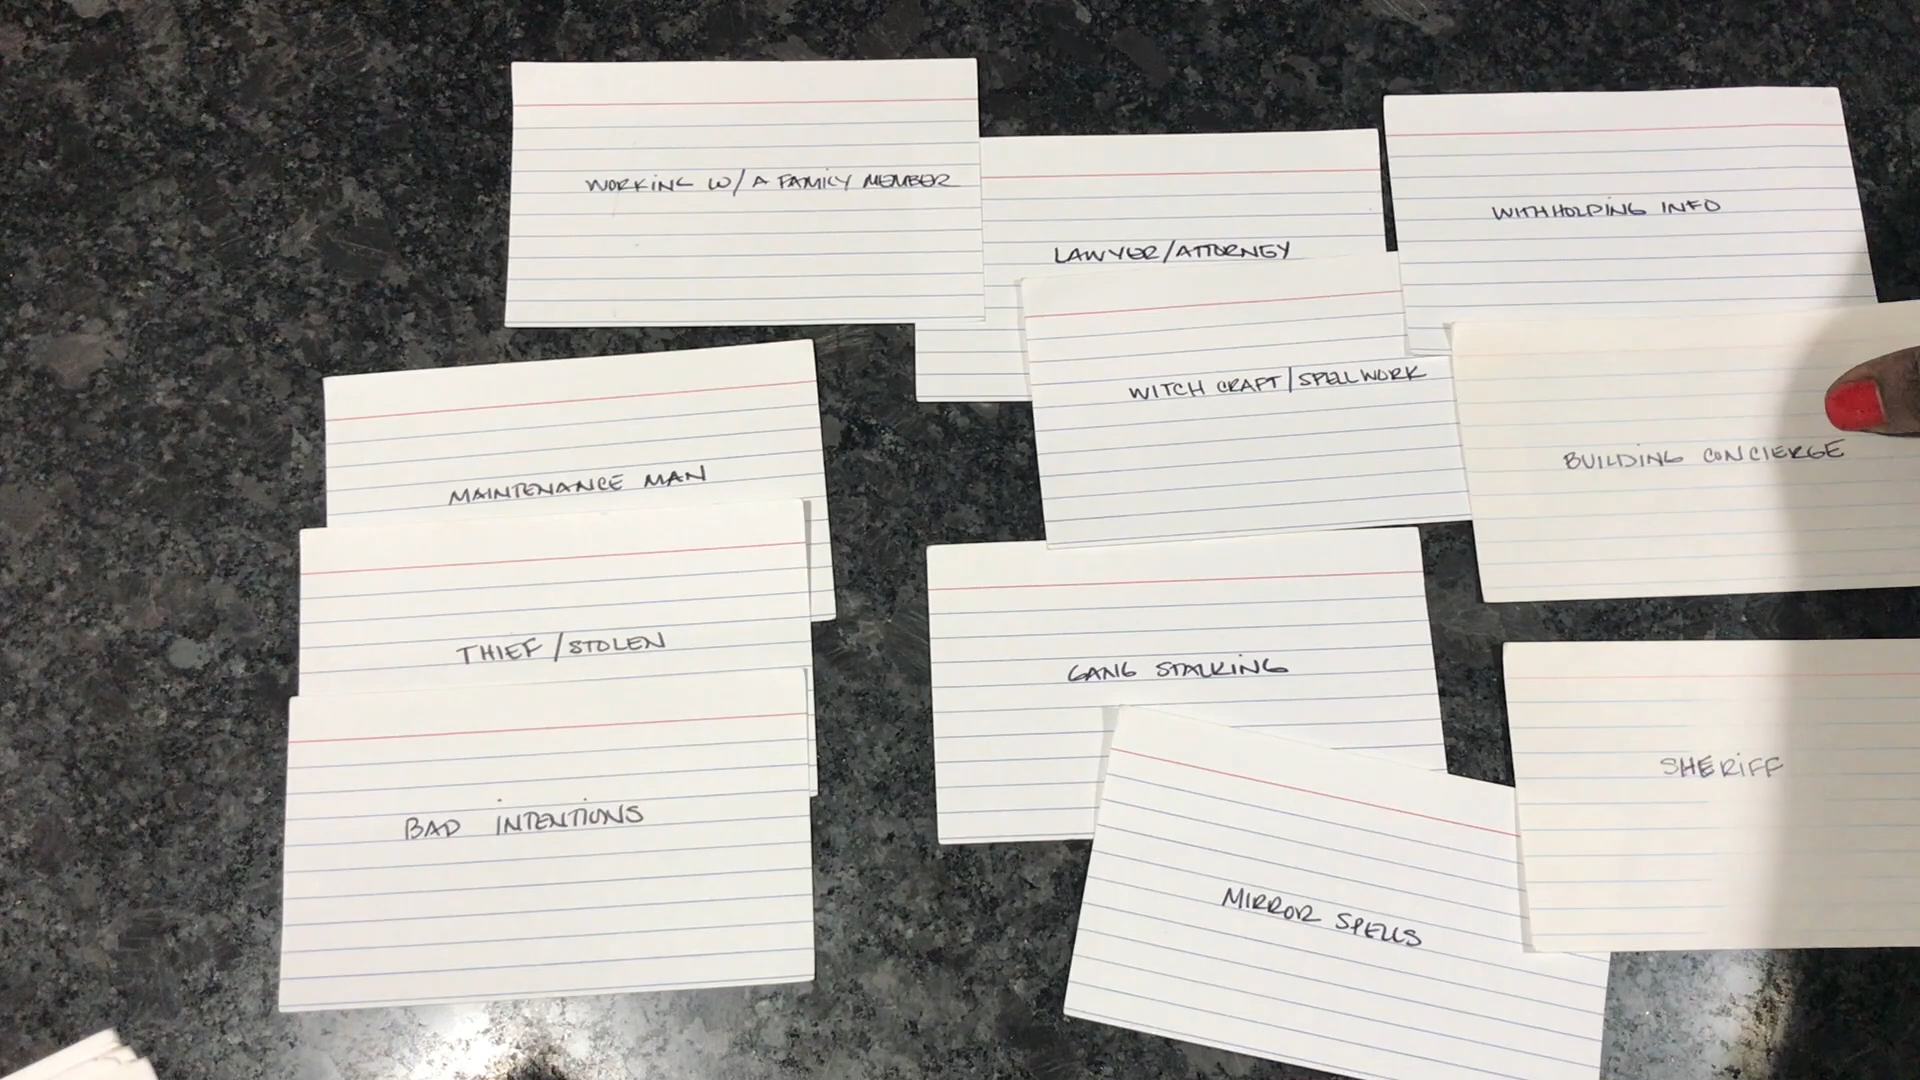 WORKING W/A FAMILY MEMBER
LAWYER/ATTORNEY
WITHHOLDING INFO
WITCH CRAFT/SPELLWORK
BUILDING CONCIERGE
MAINTENANCE MAN
THIEF/STOLEN
BAD INTENTIONS
GANG STALKING
MIRROR SPELLS
SHERIFF